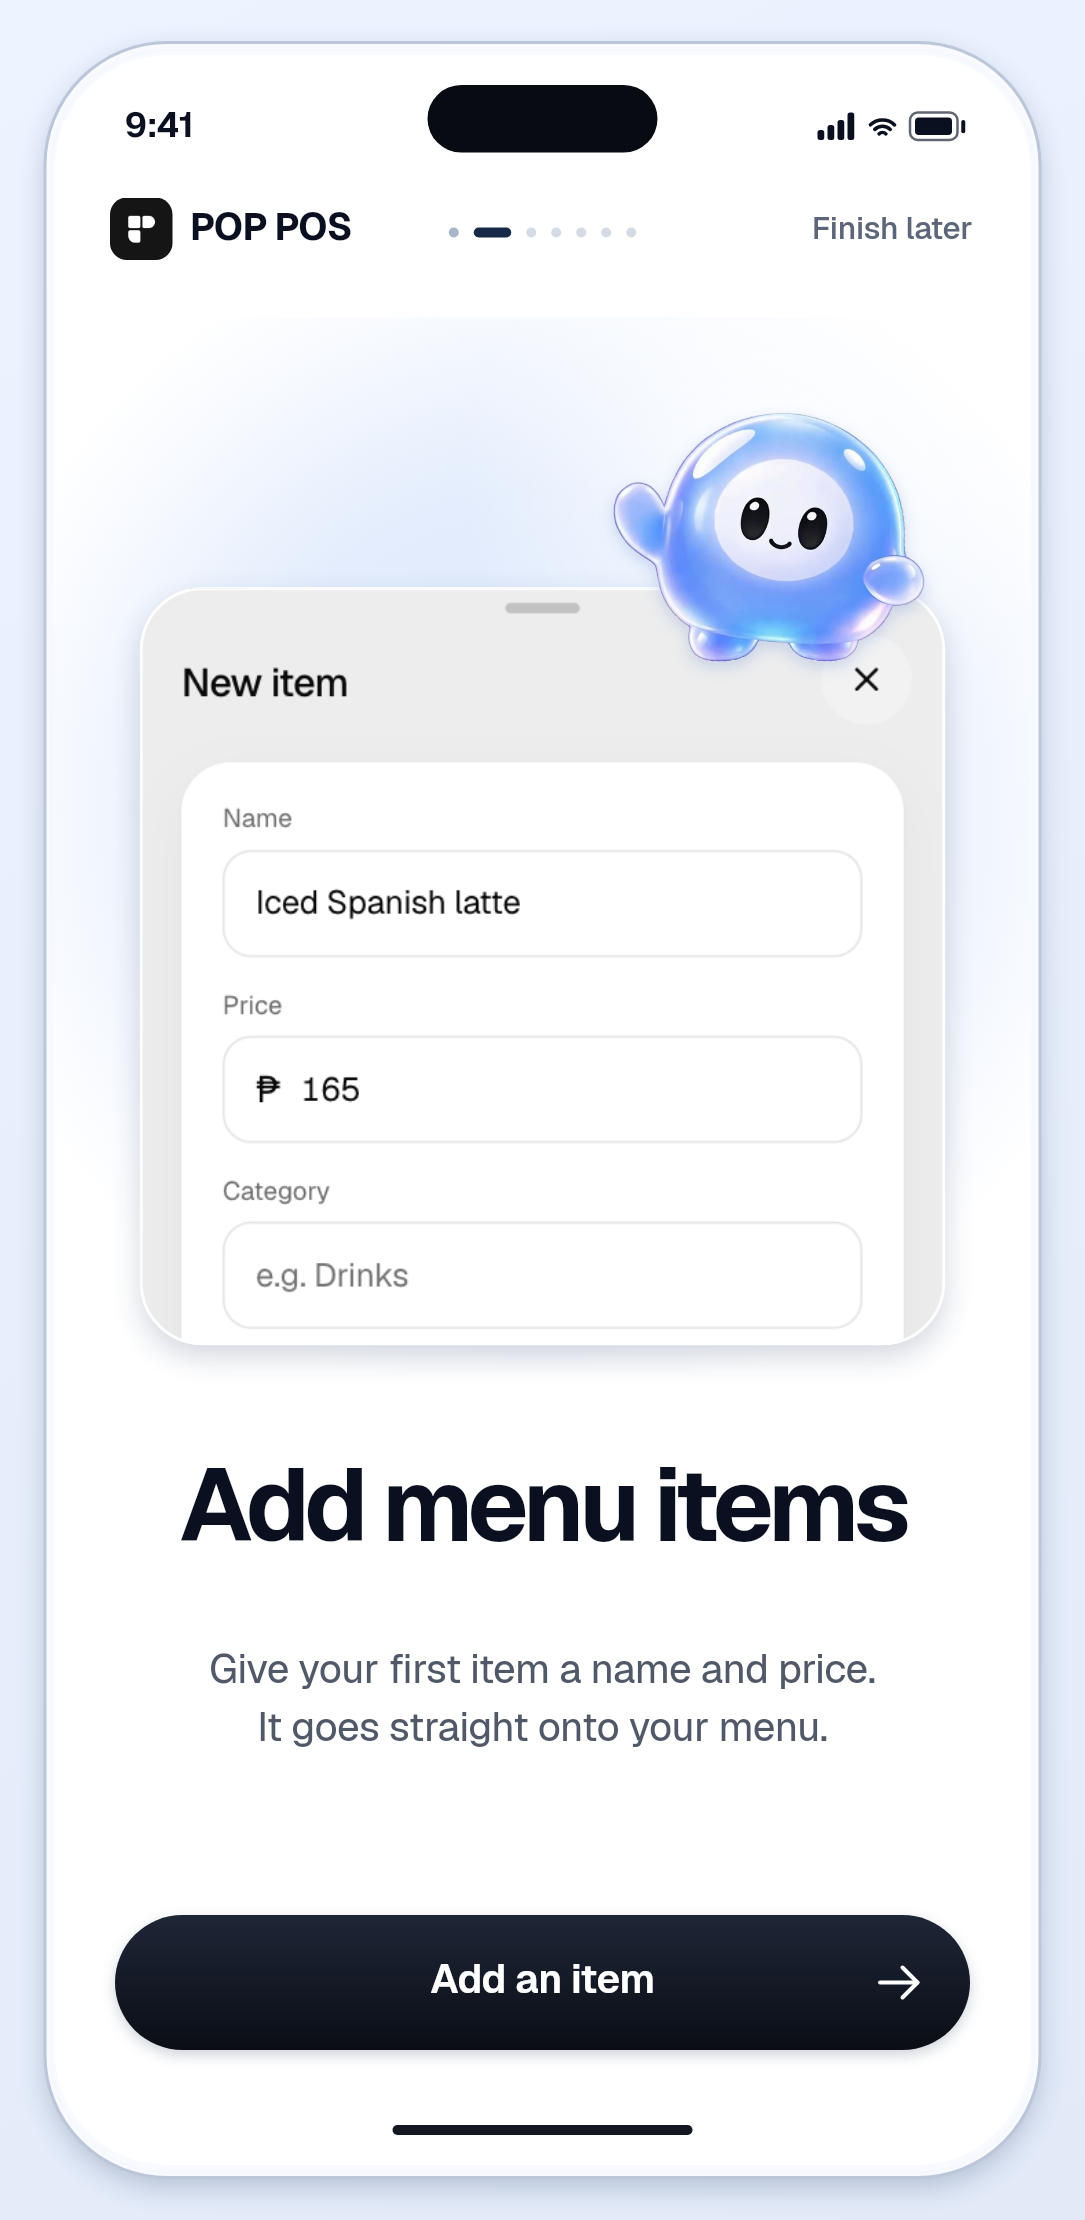 9:41
POP POS
Finish later
New item
Name
Iced Spanish latte
Price
₱ 165
Category
e.g. Drinks
Add menu items
Give your first item a name and price.
It goes straight onto your menu.
Add an item